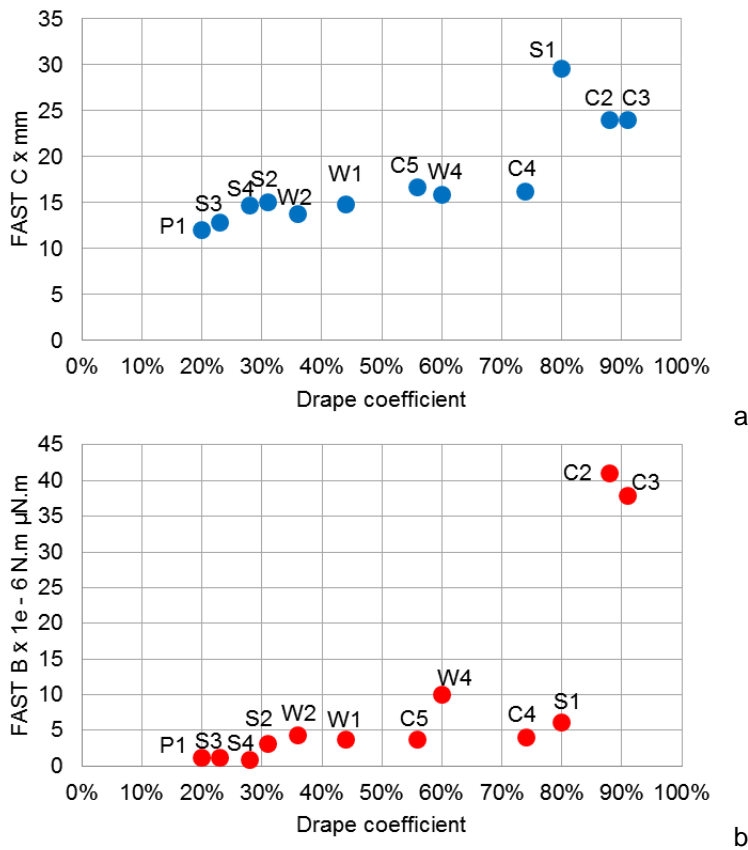 35
30
25
20
15
10
5
0
FAST C x̄ mm
S1
C2 C3
C5 W4 C4
W1
S4 S2
W2
S3
P1
0% 10% 20% 30% 40% 50% 60% 70% 80% 90% 100%
Drape coefficient
a
45
40
35
30
25
20
15
10
5
0
FAST B x̄ 1e - 6 N.m µN.m
C2 C3
W4
S1
S2 W2 W1 C5 C4
P1 S3 S4
0% 10% 20% 30% 40% 50% 60% 70% 80% 90% 100%
Drape coefficient
b